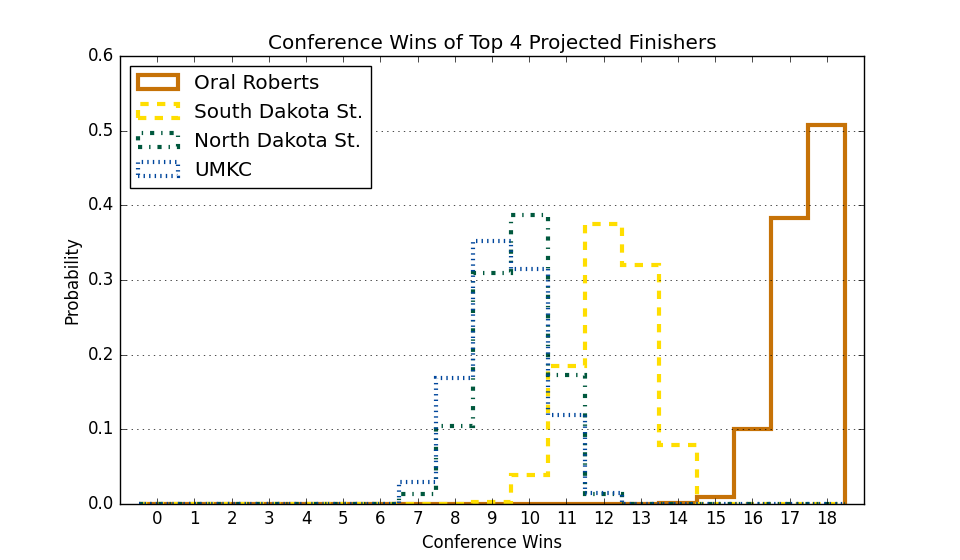 Conference Wins of Top 4 Projected Finishers
Oral Roberts
South Dakota St.
North Dakota St.
UMKC
0.6
0.5
0.4
0.3
0.2
0.1
0.0
Probability
0 1 2 3 4 5 6 7 8 9 10 11 12 13 14 15 16 17 18
Conference Wins